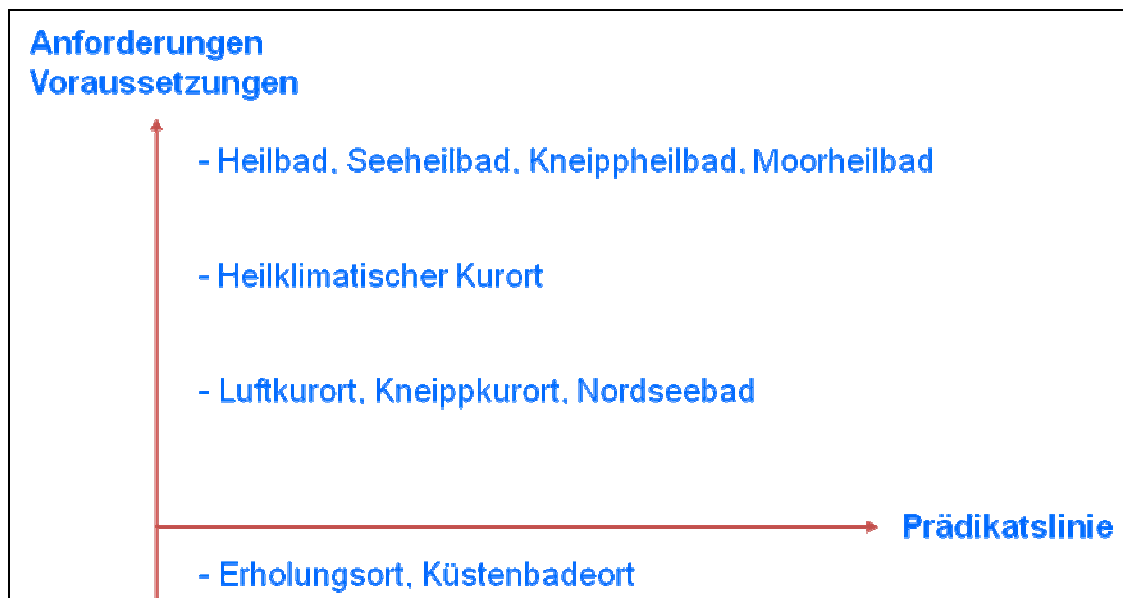 Anforderungen
Voraussetzungen
- Heilbad, Seeheilbad, Kneippheilbad, Moorheilbad
- Heilklimatischer Kurort
- Luftkurort, Kneippkurort, Nordseebad
Prädikatslinie
- Erholungsort, Küstenbadeort